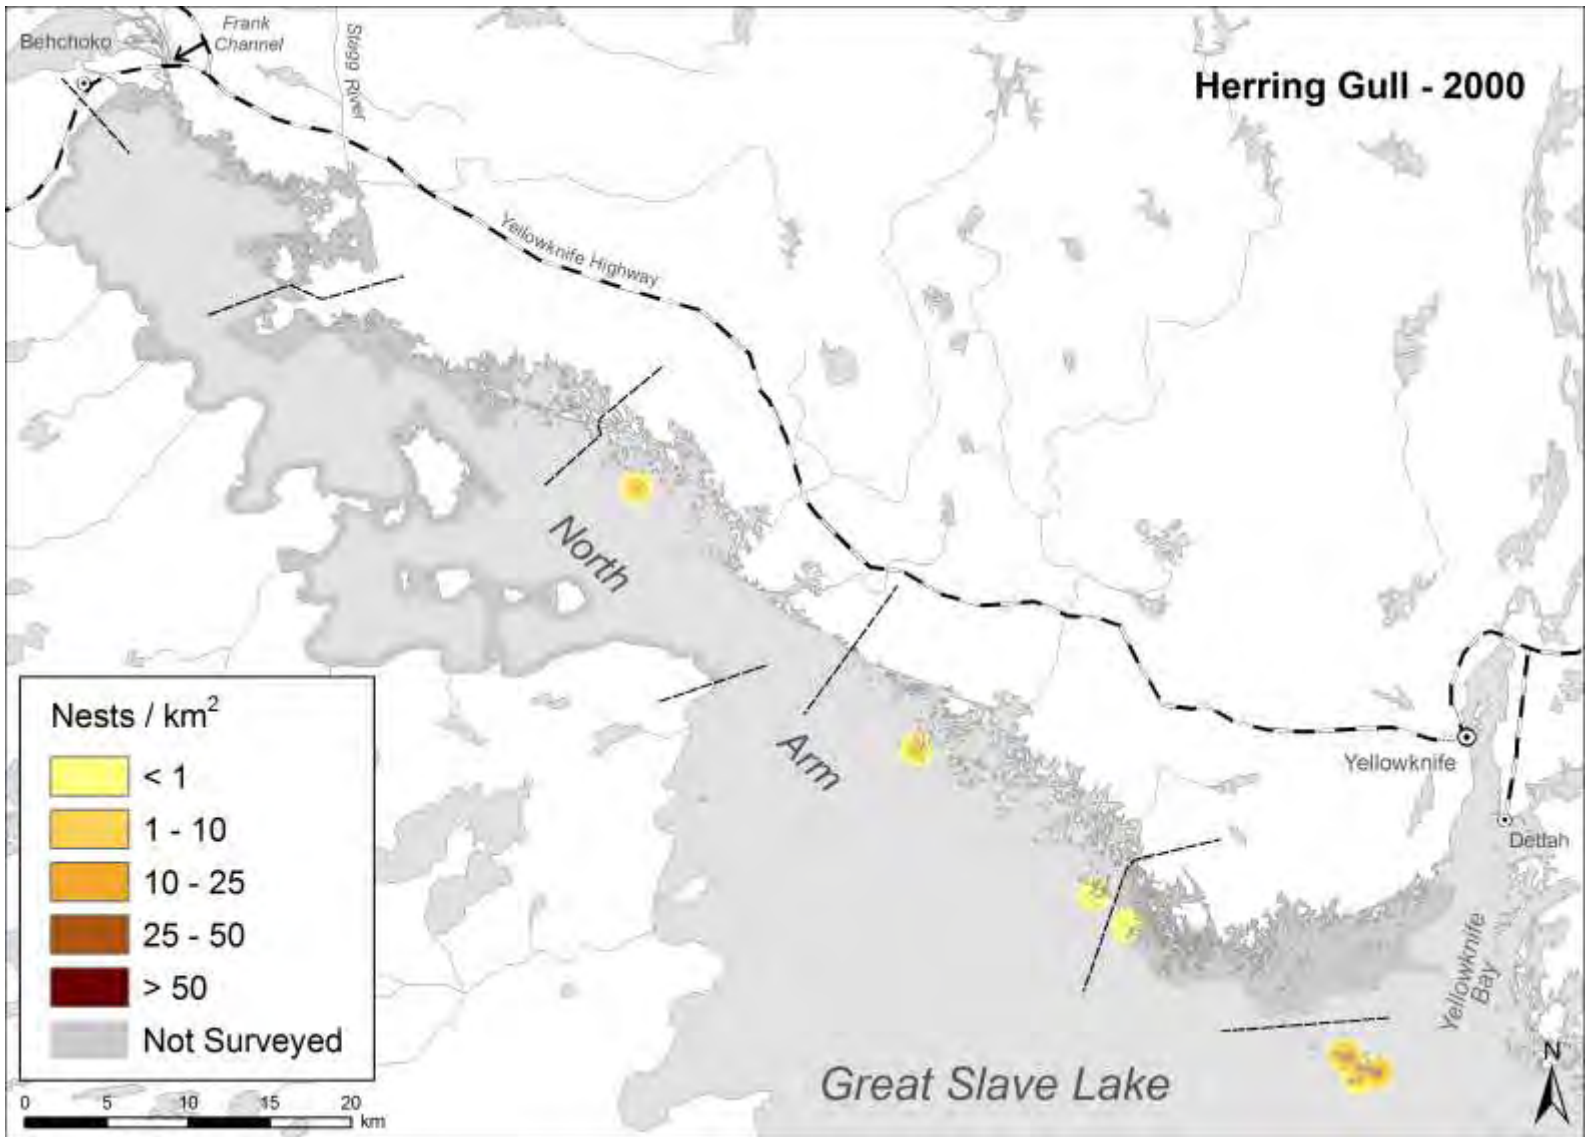 Behchoko
Frank
Channel
Stagg River
Herring Gull - 2000
Yellowknife Highway
North
Arm
Yellowknife
Dettah
Yellowknife
Bay
Great Slave Lake
N
Nests / km²
< 1
1 - 10
10 - 25
25 - 50
> 50
Not Surveyed
0 5 10 15 20
km